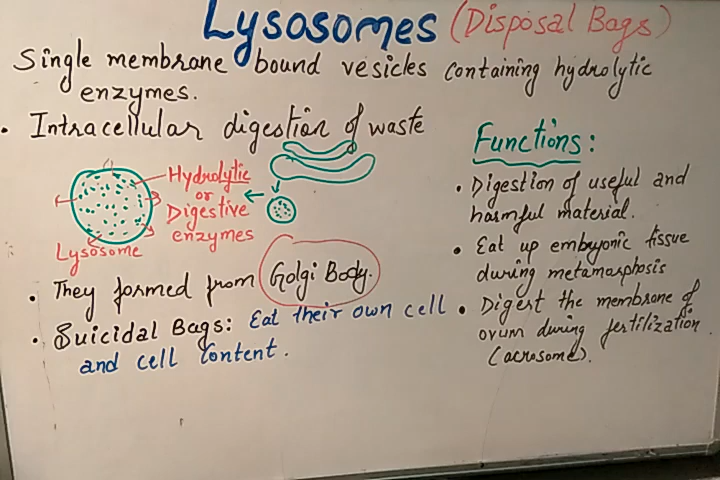 Lysosomes (Disposal Bags)
Single membrane bound vesicles containing hydrolytic
enzymes.
• Intracellular digestion of waste
Hydrolytic
or
Digestive
enzymes
Lysosome
• They formed from Golgi Body.
• Suicidal Bags: Eat their own cell
and cell content.
Functions:
• Digestion of useful and
harmful material.
• Eat up embryonic tissue
during metamorphosis
• Digest the membrane of
ovum during fertilization
(acrosome).